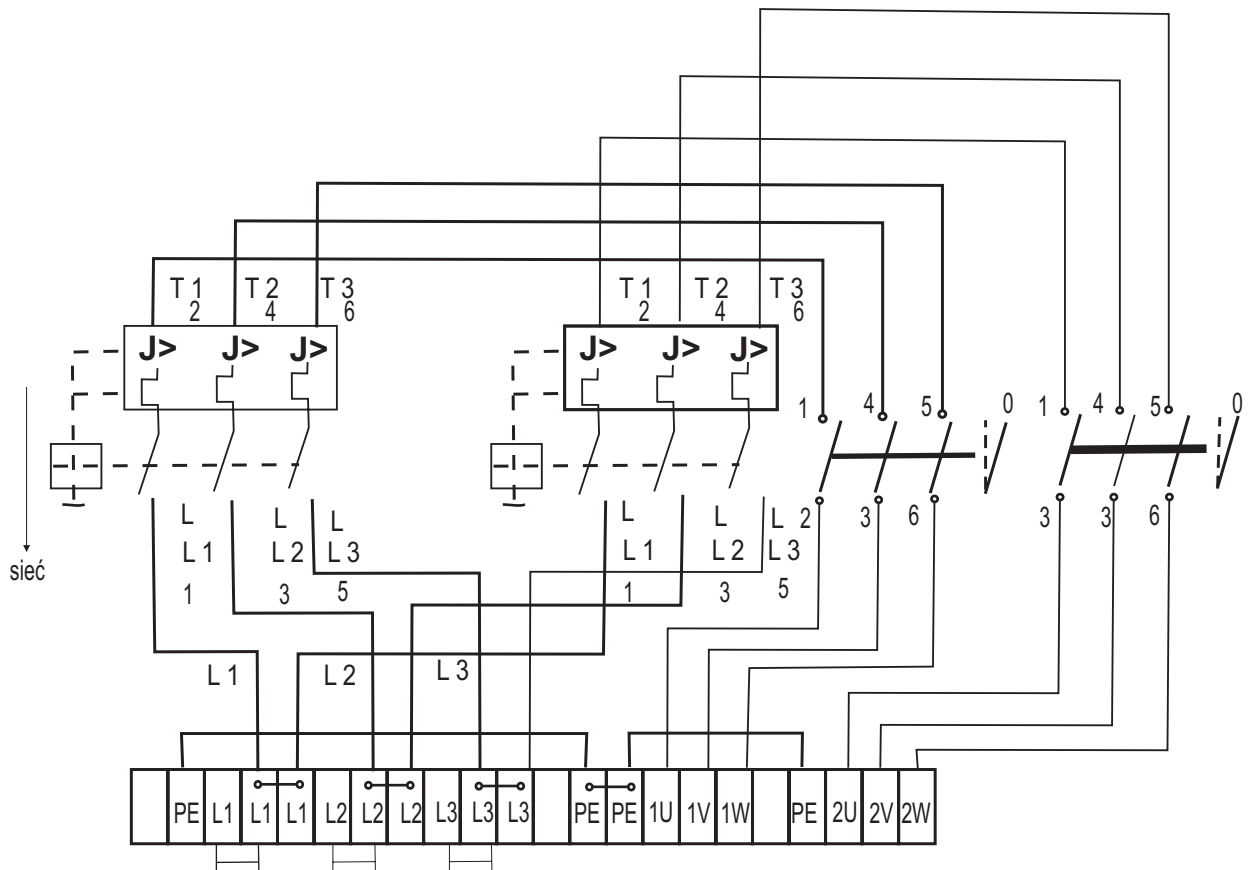 T 1 T 2 T 3 T 1 T 2 T 3
2 4 6 2 4 6
J> J> J> J> J> J>
1 4 5 0 1 4 5 0
L L L L L L 2 3 6 3 3 6
L 1 L 2 L 3 L 1 L 2 L 3
sieć
1 3 5 1 3 5
L 1 L 2 L 3
PE L1 L1 L1 L2 L2 L2 L3 L3 L3 PE PE 1U 1V 1W PE 2U 2V 2W